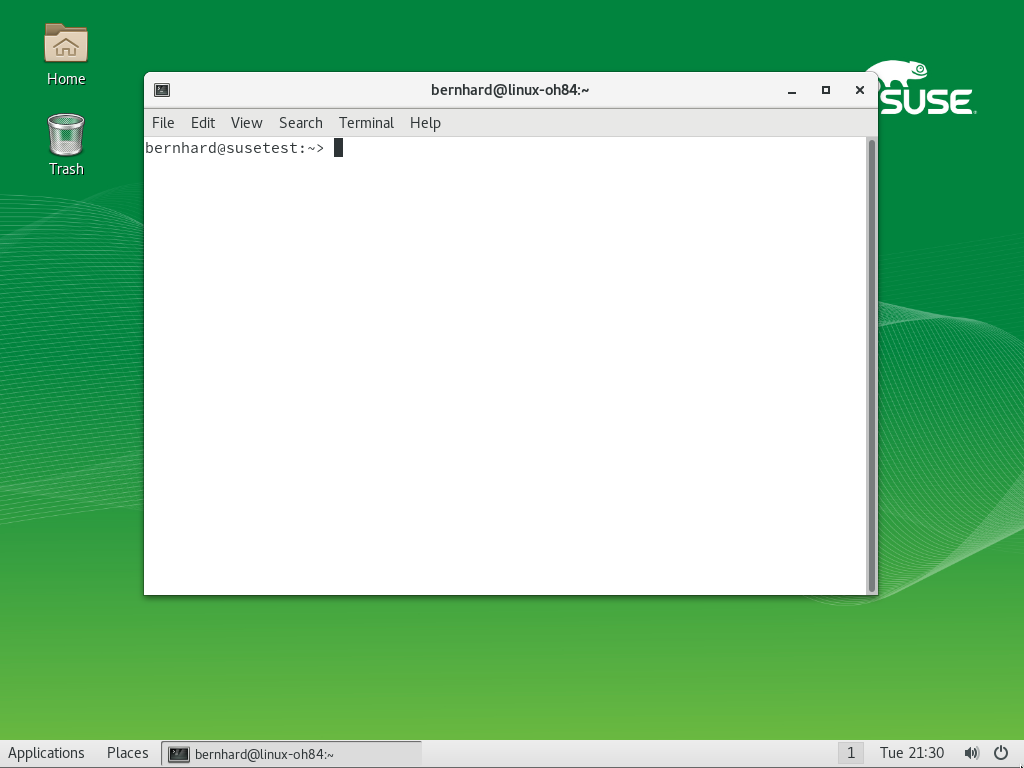 Home
Trash
bernhard@linux-oh84:~
SUSE
File Edit View Search Terminal Help
bernhard@susetest:~>
Applications Places bernhard@linux-oh84:~ 1 Tue 21:30